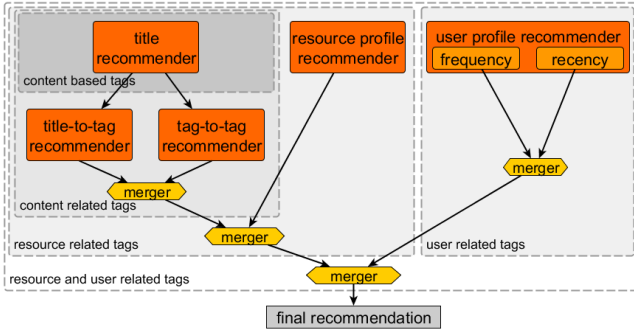 title
recommender
content based tags
resource profile
recommender
user profile recommender
frequency
recency
title-to-tag
recommender
tag-to-tag
recommender
merger
content related tags
merger
resource related tags
merger
user related tags
merger
resource and user related tags
final recommendation